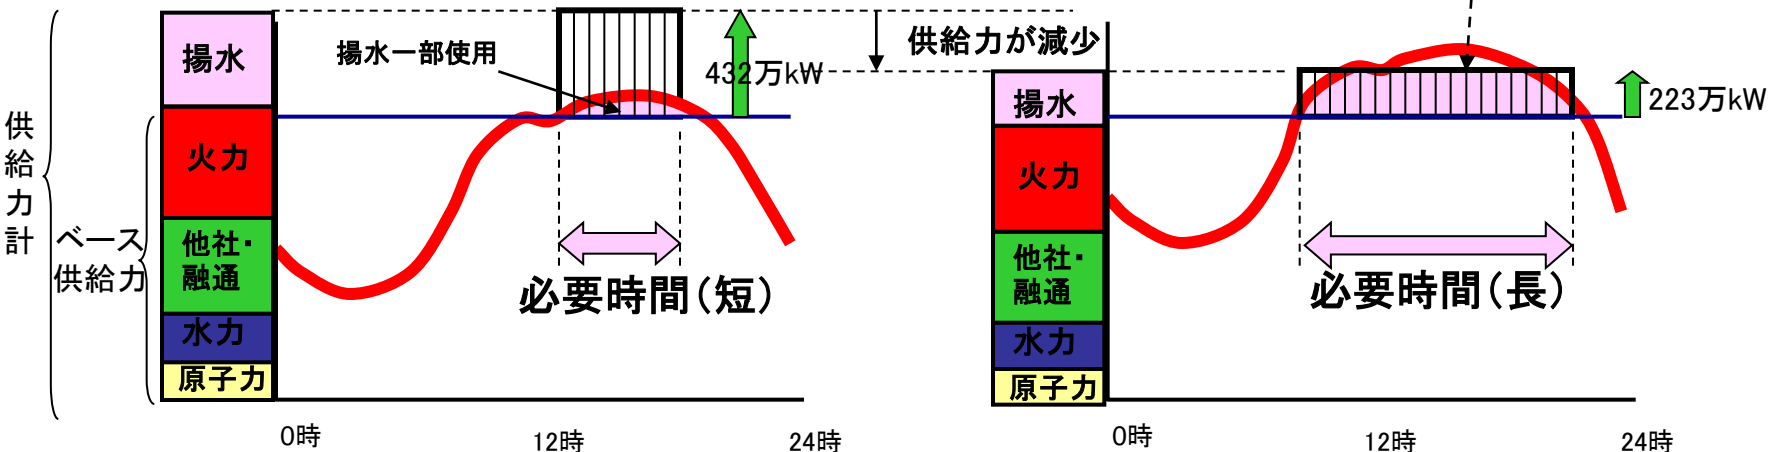 供給力計
ベース
供給力
揚水
火力
他社・
融通
水力
原子力
揚水一部使用
432万kW
必要時間(短)
0時
12時
24時
供給力が減少
揚水
火力
他社・
融通
水力
原子力
223万kW
必要時間(長)
0時
12時
24時